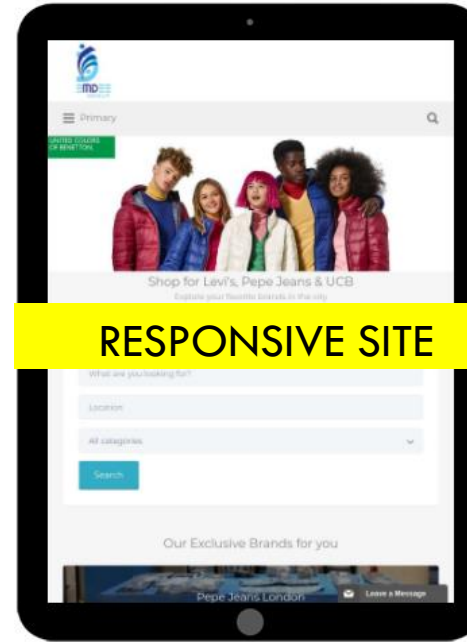 MD
Primary
UNITED COLORS
OF BENETTON.
Shop for Levi's, Pepe Jeans & UCB
Explore your favorite brands in the city
RESPONSIVE SITE
What are you looking for?
Location
All categories
Search
Our Exclusive Brands for you
Pepe Jeans London
Leave a Message